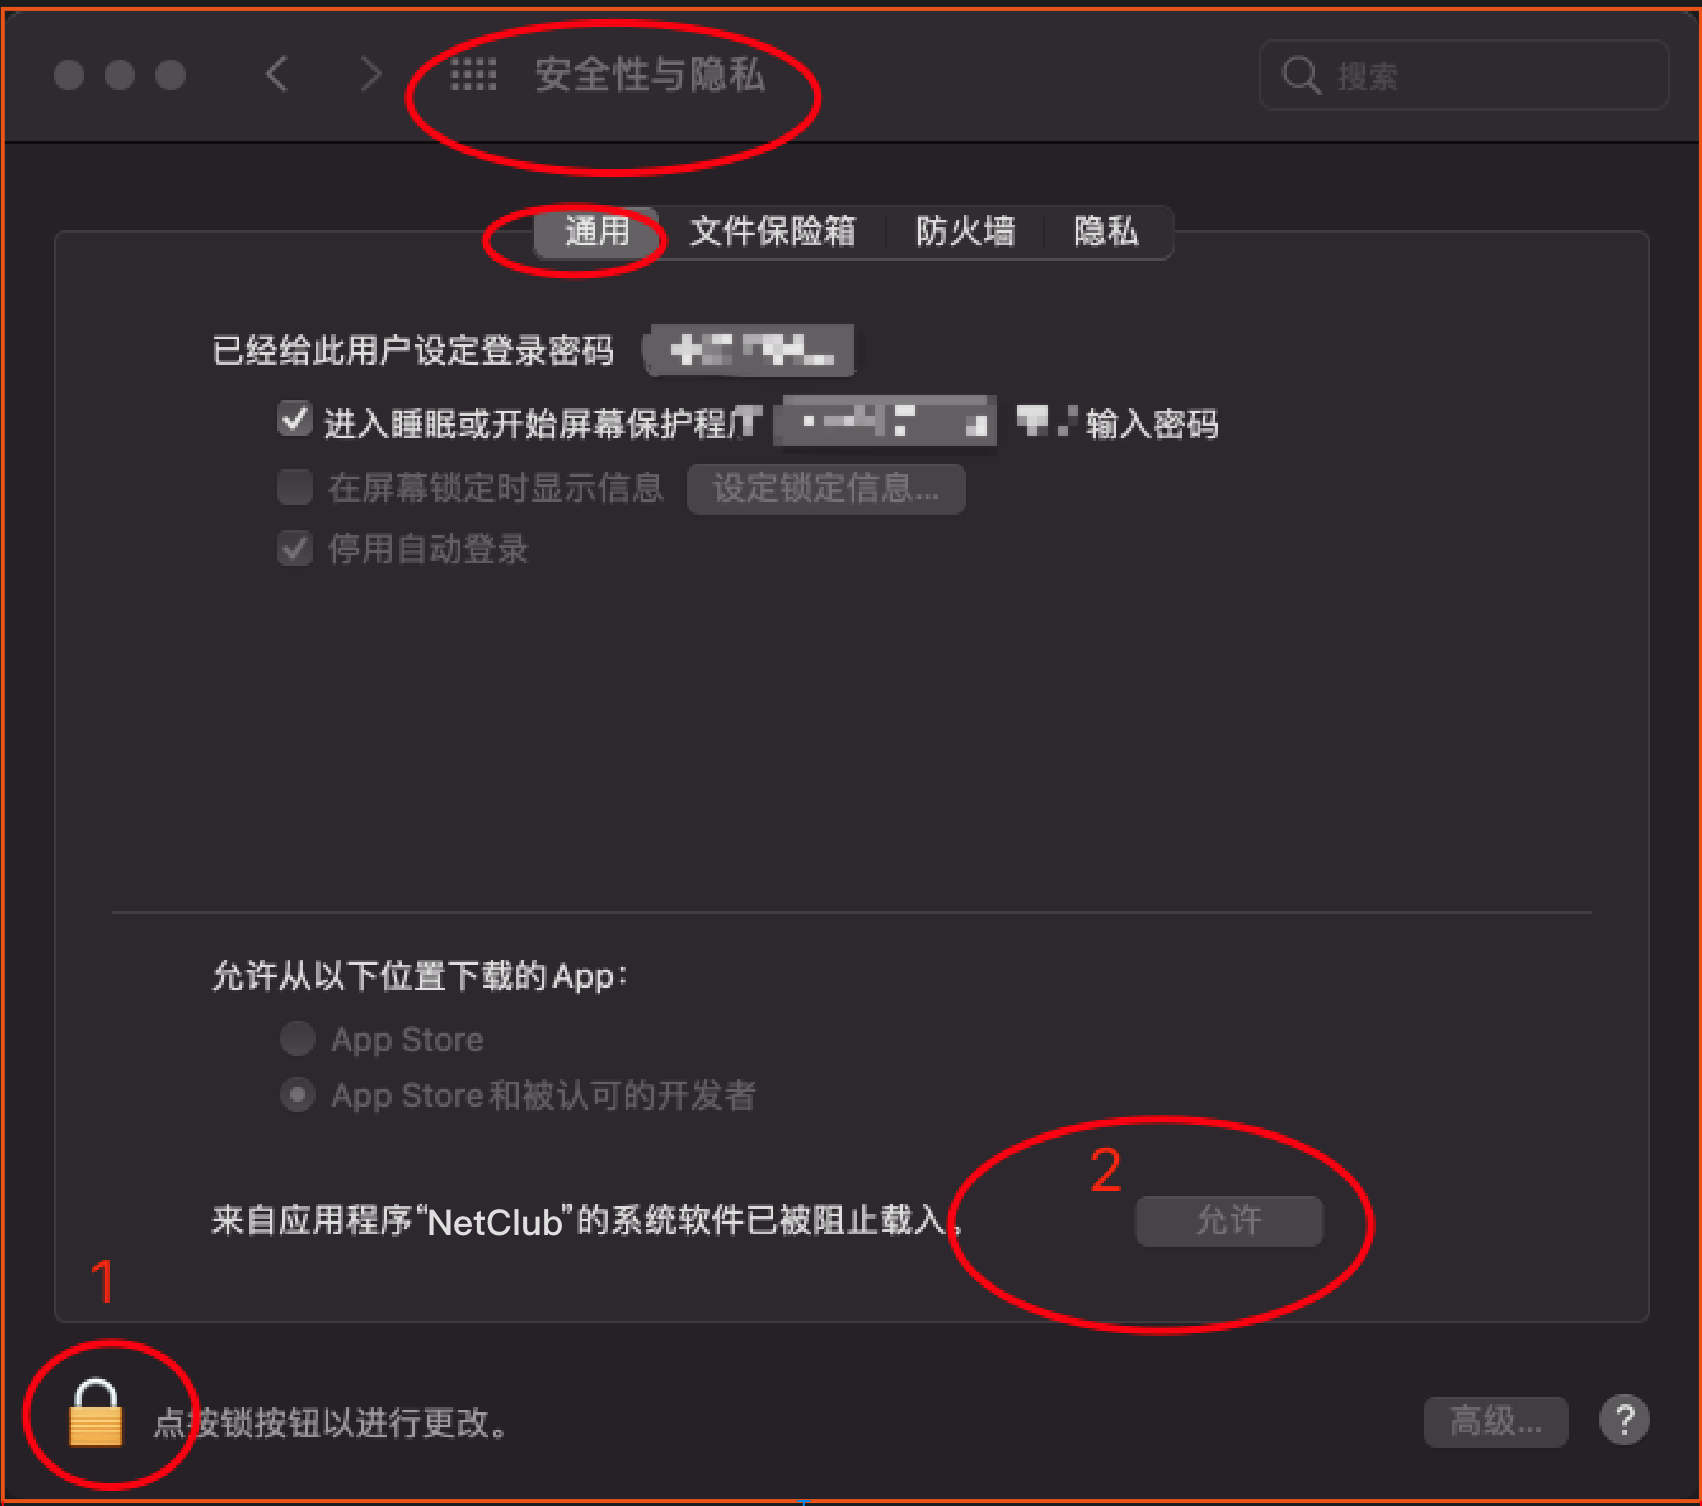 安全性与隐私
搜索
通用 文件保险箱 防火墙 隐私
已经给此用户设定登录密码
进入睡眠或开始屏幕保护程序 输入密码
在屏幕锁定时显示信息 设定锁定信息...
停用自动登录
允许从以下位置下载的App：
App Store
App Store和被认可的开发者
2
来自应用程序“NetClub”的系统软件已被阻止载入。 允许
1
点按锁按钮以进行更改。 高级... ?